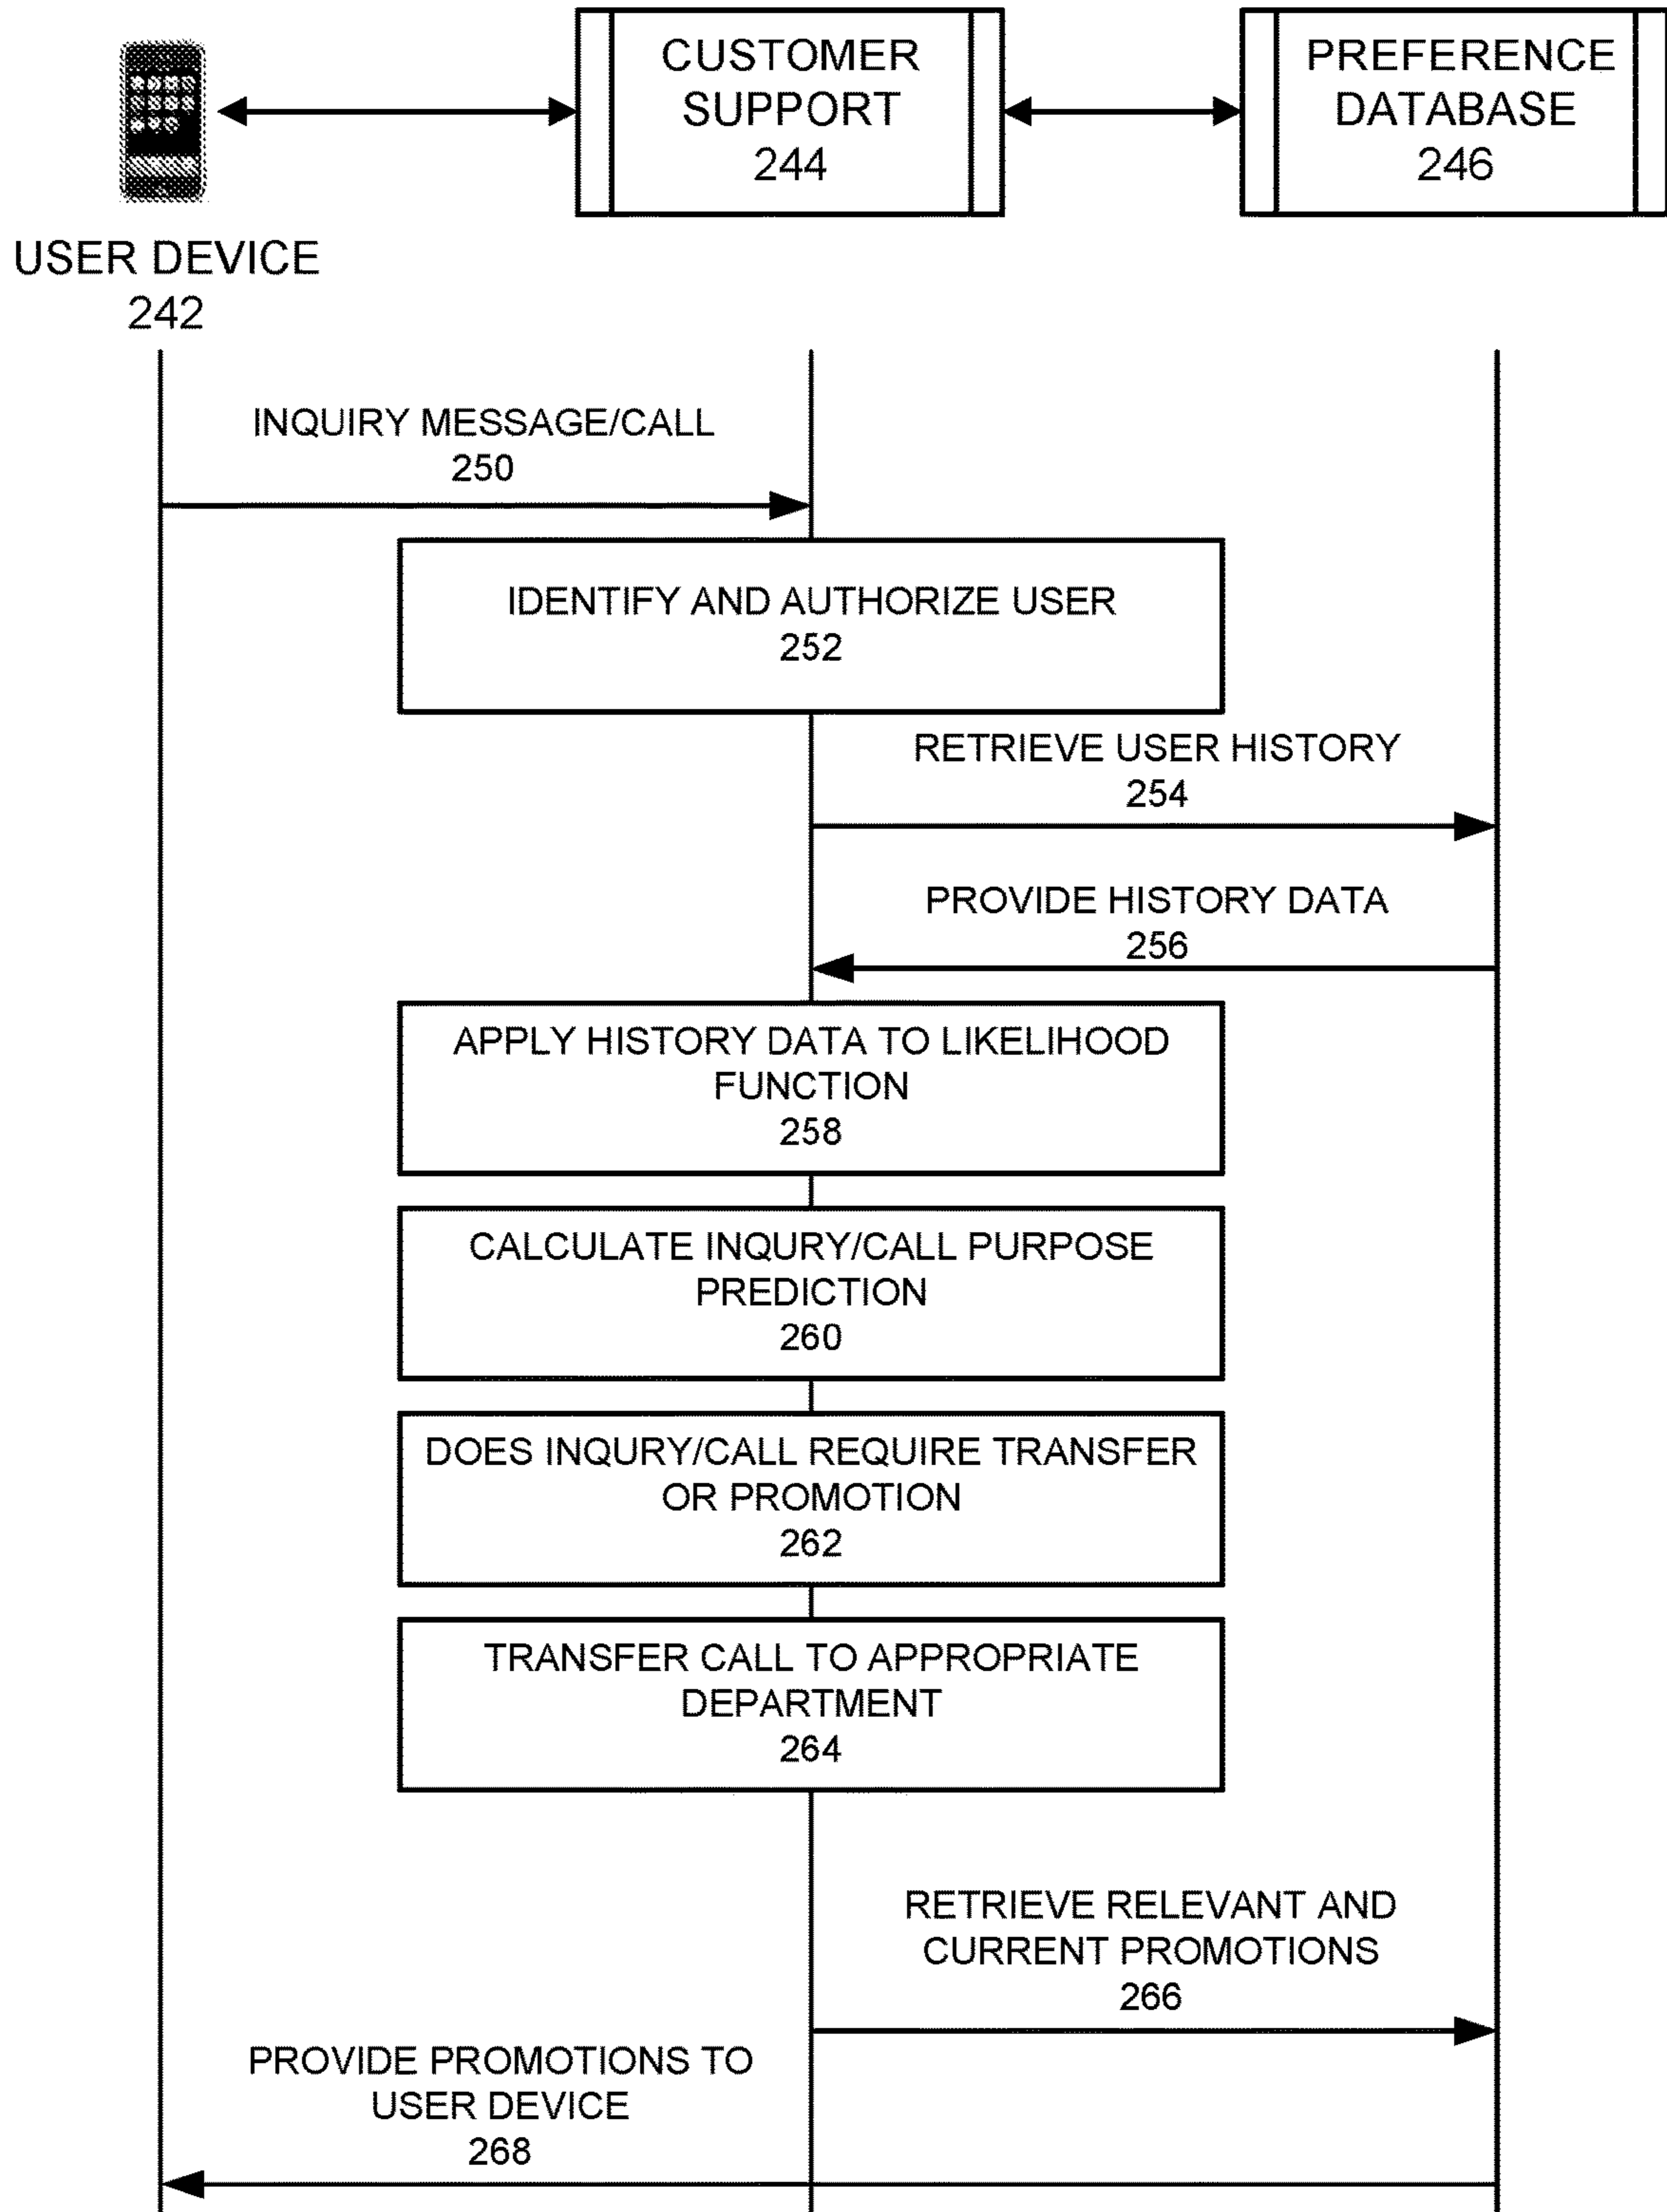 CUSTOMER
SUPPORT
244
PREFERENCE
DATABASE
246
USER DEVICE
242
INQUIRY MESSAGE/CALL
250
IDENTIFY AND AUTHORIZE USER
252
RETRIEVE USER HISTORY
254
PROVIDE HISTORY DATA
256
APPLY HISTORY DATA TO LIKELIHOOD
FUNCTION
258
CALCULATE INQURY/CALL PURPOSE
PREDICTION
260
DOES INQURY/CALL REQUIRE TRANSFER
OR PROMOTION
262
TRANSFER CALL TO APPROPRIATE
DEPARTMENT
264
RETRIEVE RELEVANT AND
CURRENT PROMOTIONS
266
PROVIDE PROMOTIONS TO
USER DEVICE
268